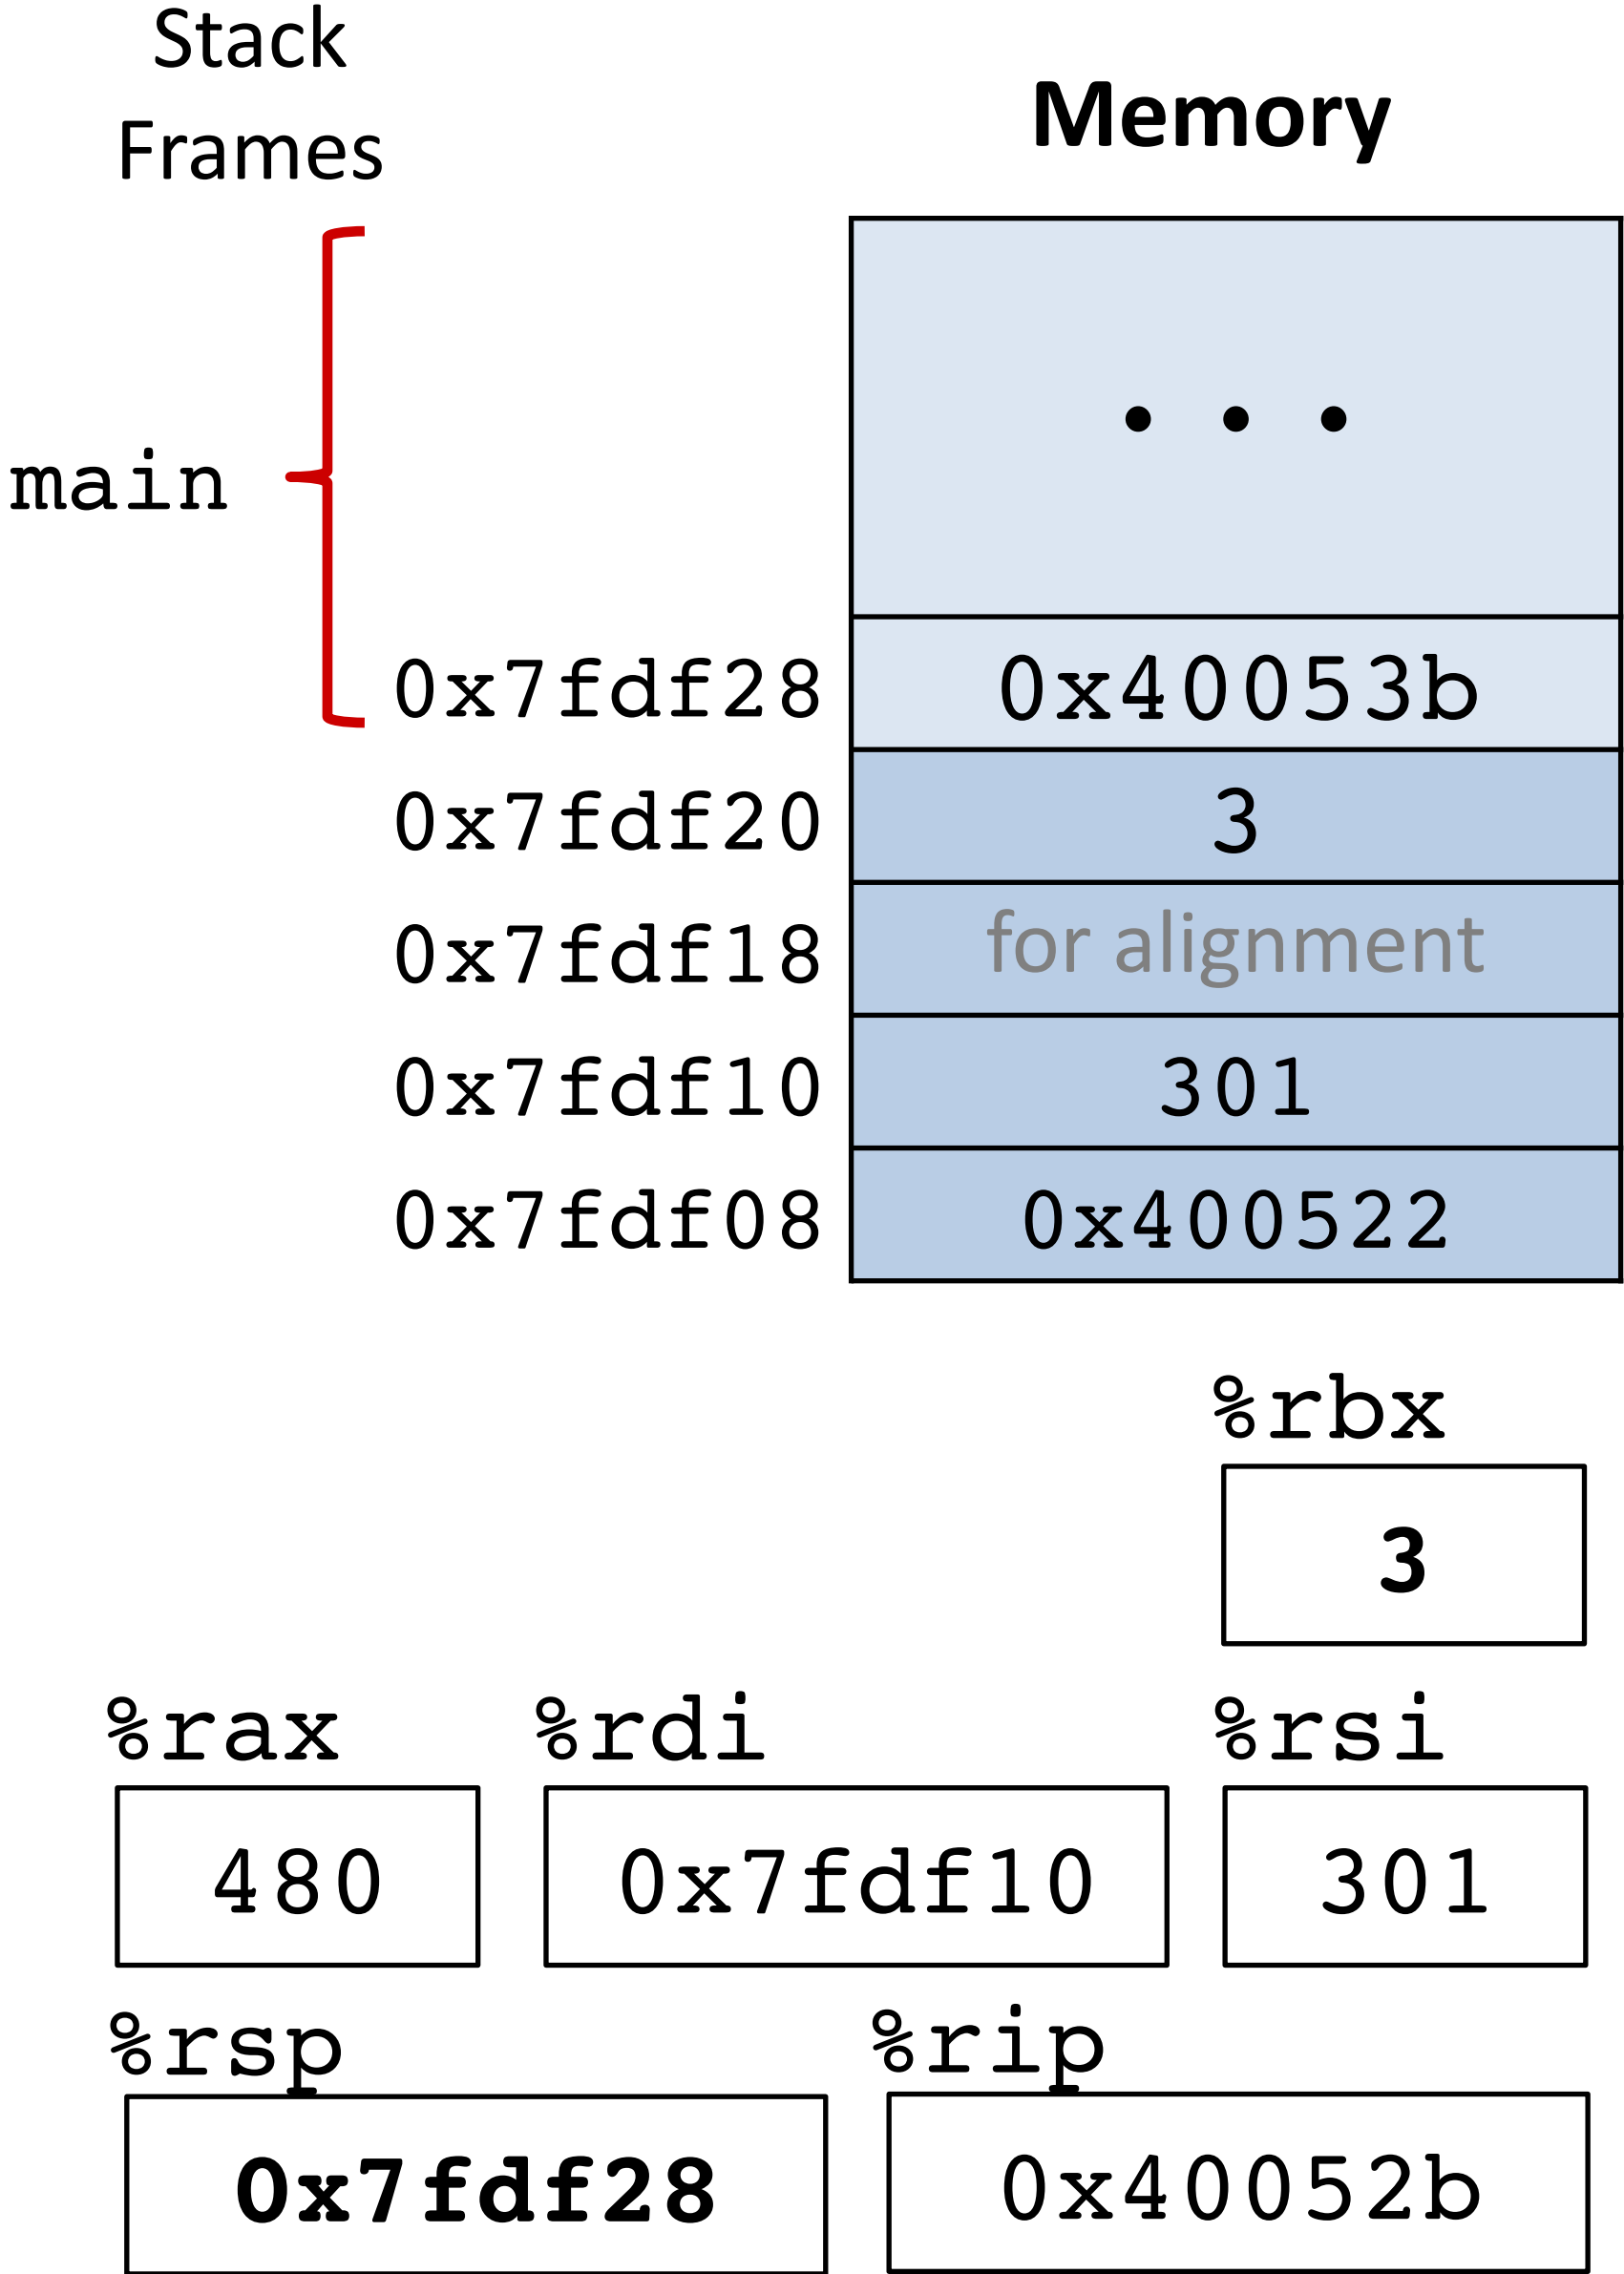 Stack
Frames
Memory
• • •
main
0x7fdf28 0x40053b
0x7fdf20 3
0x7fdf18 for alignment
0x7fdf10 301
0x7fdf08 0x400522
%rbx
3
%rax %rdi %rsi
480 0x7fdf10 301
%rsp %rip
0x7fdf28 0x40052b